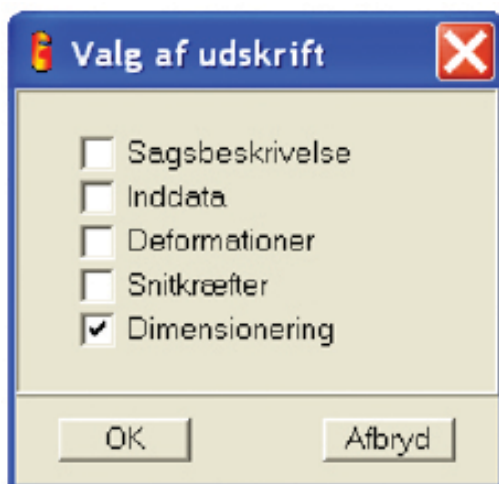 Valg af udskrift
Sagsbeskrivelse
Inddata
Deformationer
Snitkræfter
Dimensionering
OK Afbryd